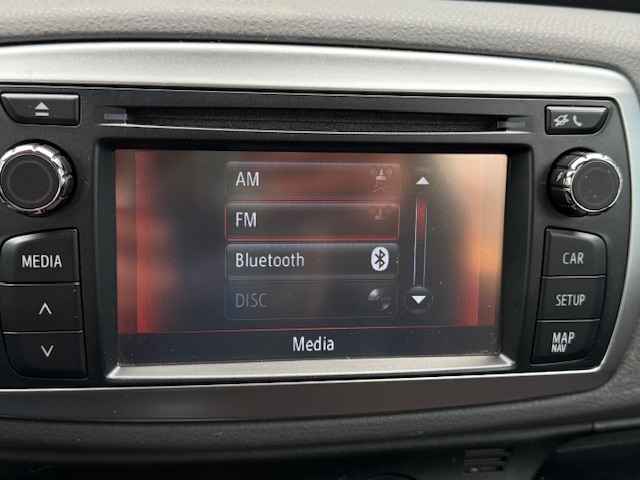 AM
FM
Bluetooth
DISC
Media
MEDIA
CAR
SETUP
MAP
NAV